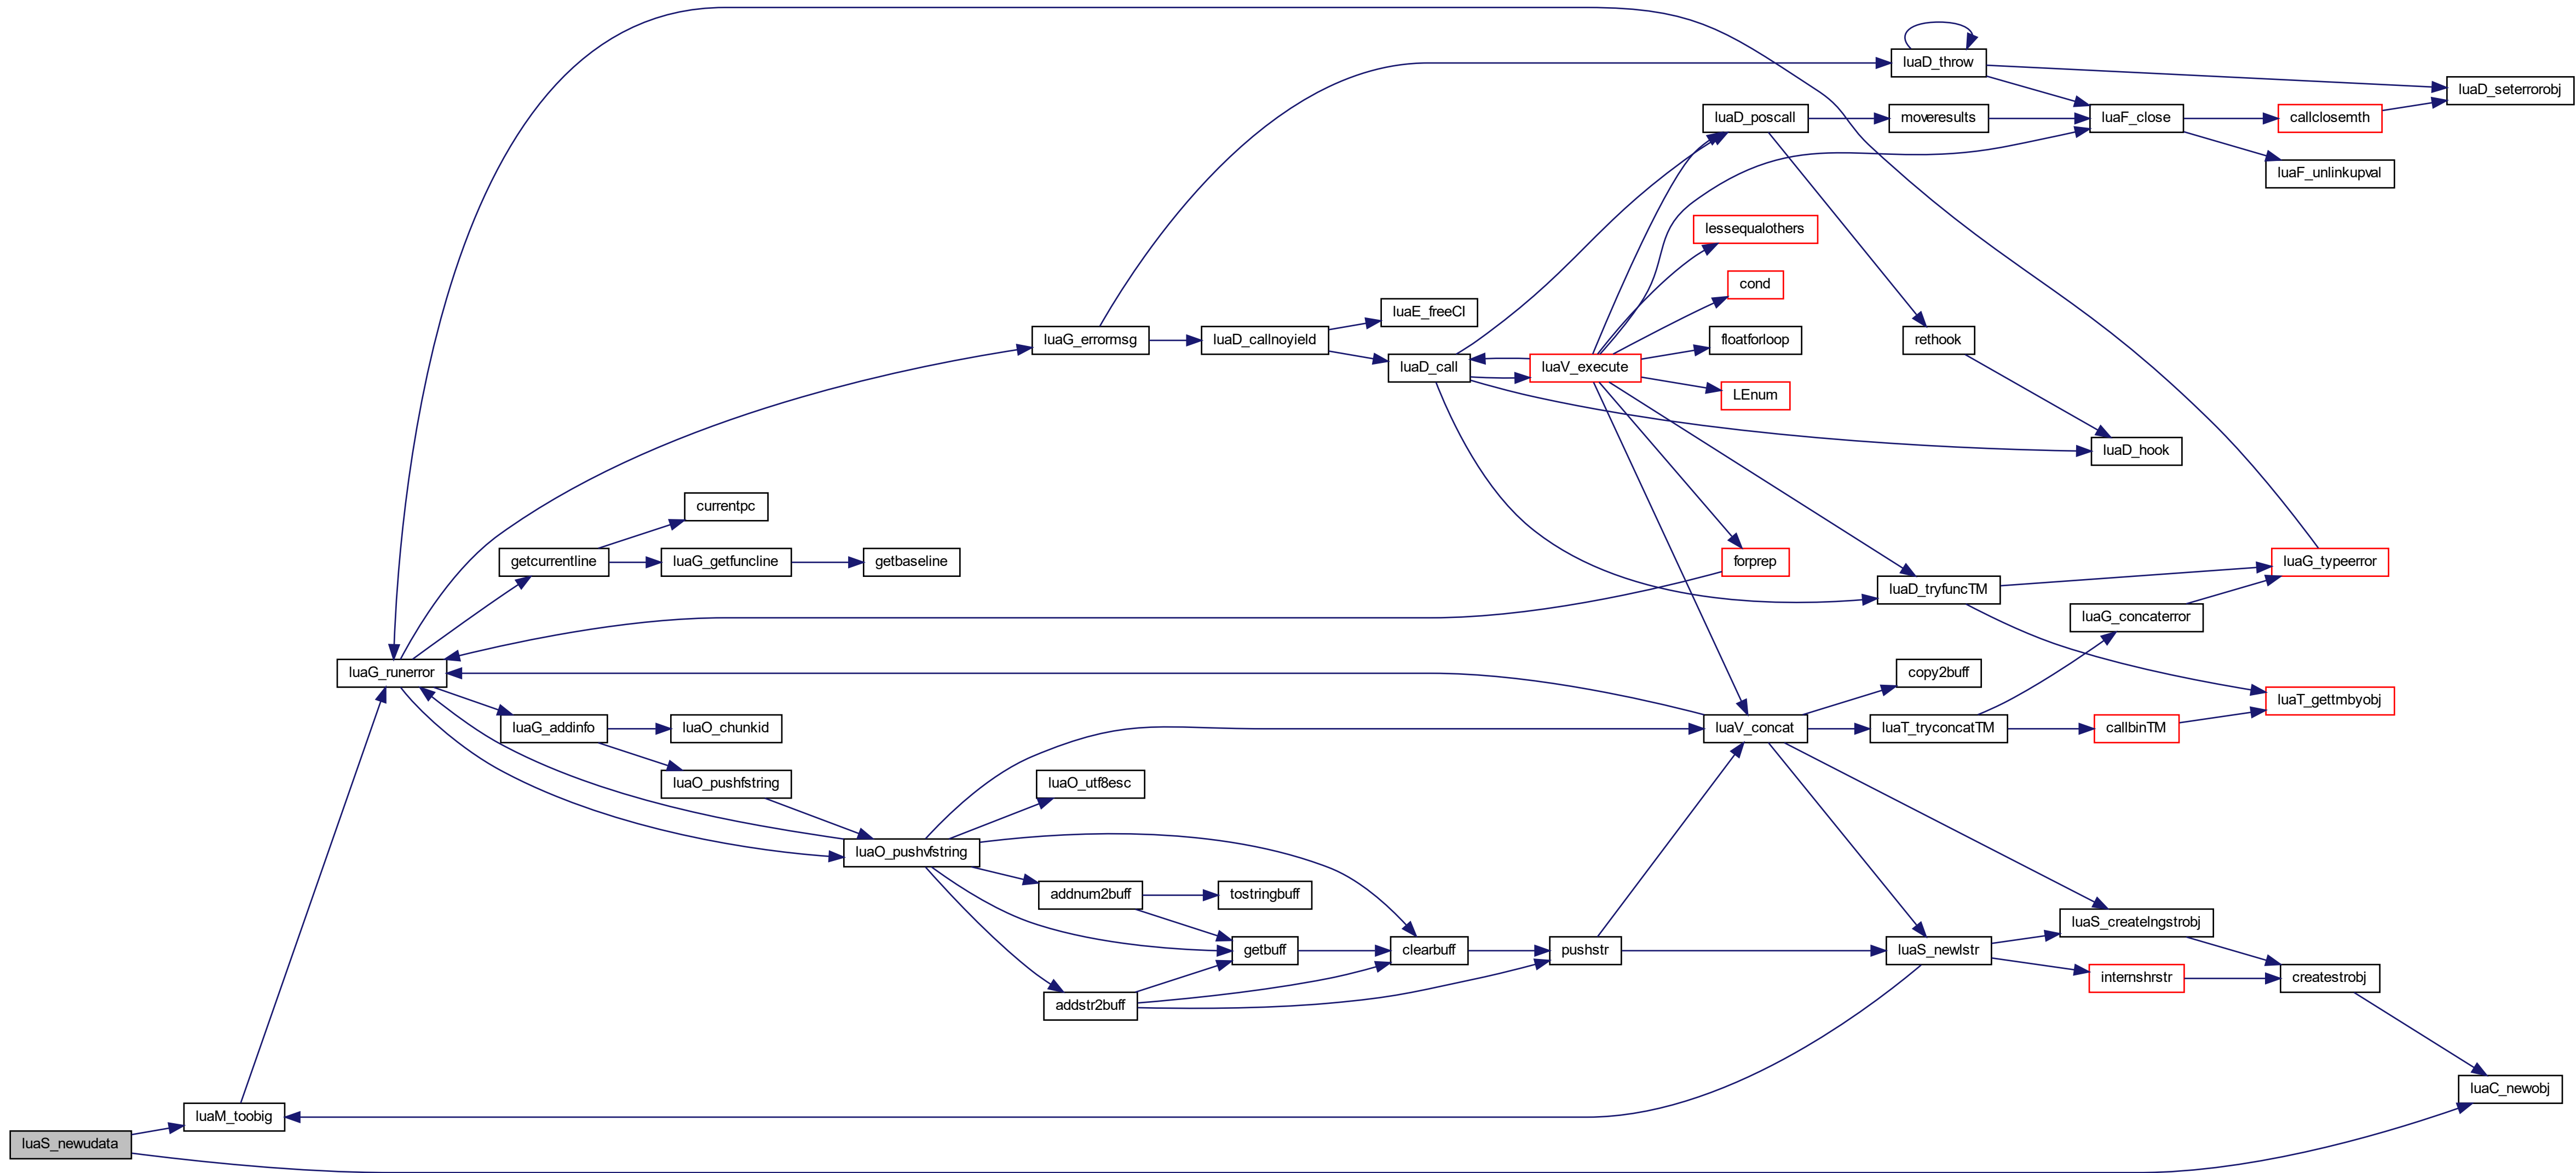 luaD_throw
luaD_seterrorobj
luaD_poscall
moveresults
luaF_close
callclosemth
luaF_unlinkupval
lessequalothers
cond
luaE_freeCI
luaG_errormsg
luaD_callnoyield
floatforloop
rethook
luaD_call
luaV_execute
LEnum
luaD_hook
currentpc
getcurrentline
luaG_getfuncline
getbaseline
forprep
luaG_typeerror
luaD_tryfuncTM
luaG_concaterror
luaG_runerror
copy2buff
luaT_gettmbyobj
luaG_addinfo
luaO_chunkid
luaV_concat
luaT_tryconcatTM
callbinTM
luaO_pushfstring
luaO_utf8esc
luaO_pushvfstring
addnum2buff
tostringbuff
luaS_createlngstrobj
getbuff
clearbuff
pushstr
luaS_newlstr
internshrstr
createstrobj
addstr2buff
luaC_newobj
luaM_toobig
luaS_newudata